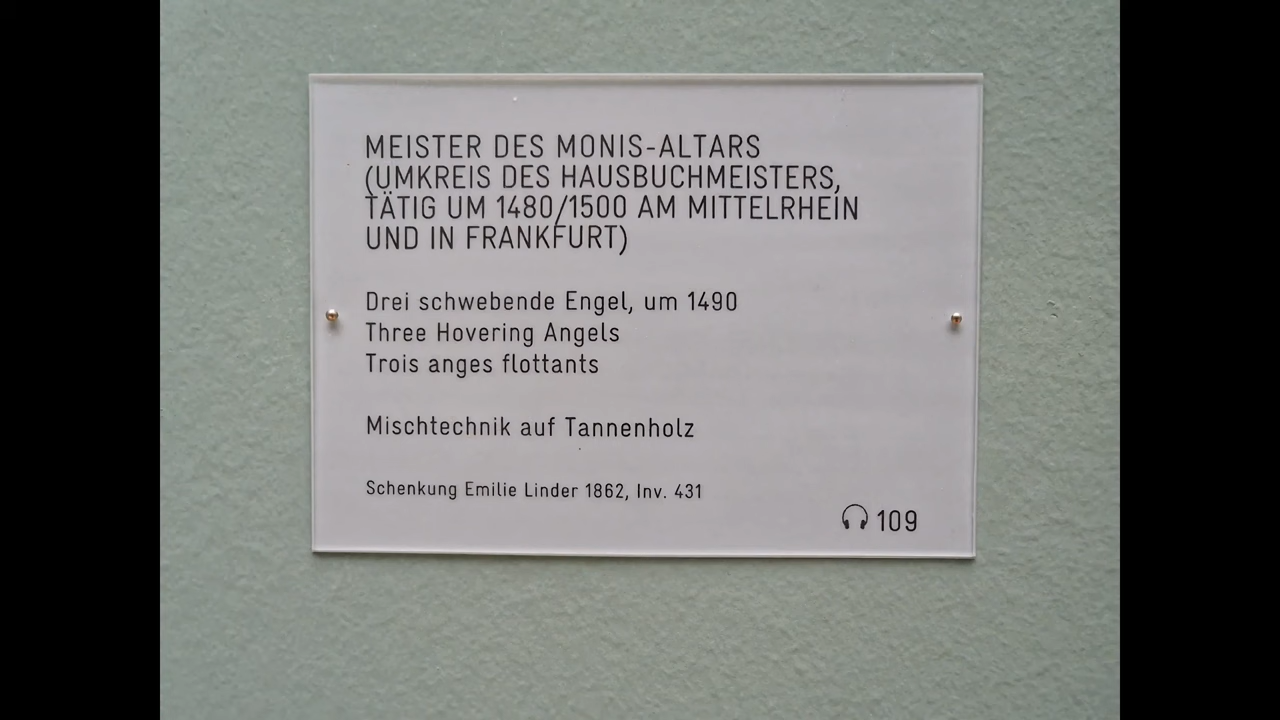 MEISTER DES MONIS-ALTARS
(UMKREIS DES HAUSBUCHMEISTERS,
TÄTIG UM 1480/1500 AM MITTELRHEIN
UND IN FRANKFURT)
Drei schwebende Engel, um 1490
Three Hovering Angels
Trois anges flottants
Mischtechnik auf Tannenholz
Schenkung Emilie Linder 1862, Inv. 431
109